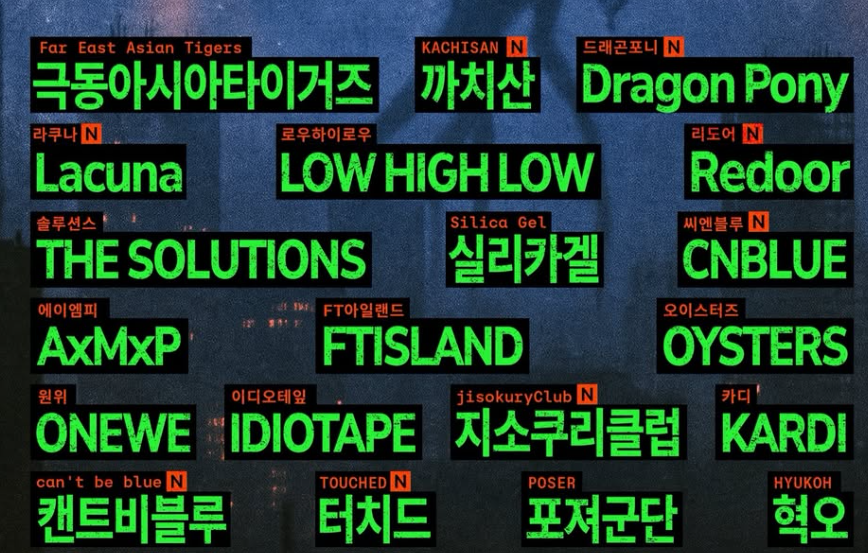 Far East Asian Tigers KACHISAN N 드래곤포니 N
극동아시아타이거즈 까치산 Dragon Pony
라쿠나 N 로우하이로우 리도어 N
Lacuna LOW HIGH LOW Redoor
솔루션스 Silica Gel 씨엔블루 N
THE SOLUTIONS 실리카겔 CNBLUE
에이엠피 FT아일랜드 오이스터즈
AxMxP FTISLAND OYSTERS
원위 이디오테잎 jisokuryClub N 카디
ONEWE IDIOTAPE 지소쿠리클럽 KARDI
can't be blue N TOUCHED N POSER HYUKOH
캔트비블루 터치드 포져군단 혁오